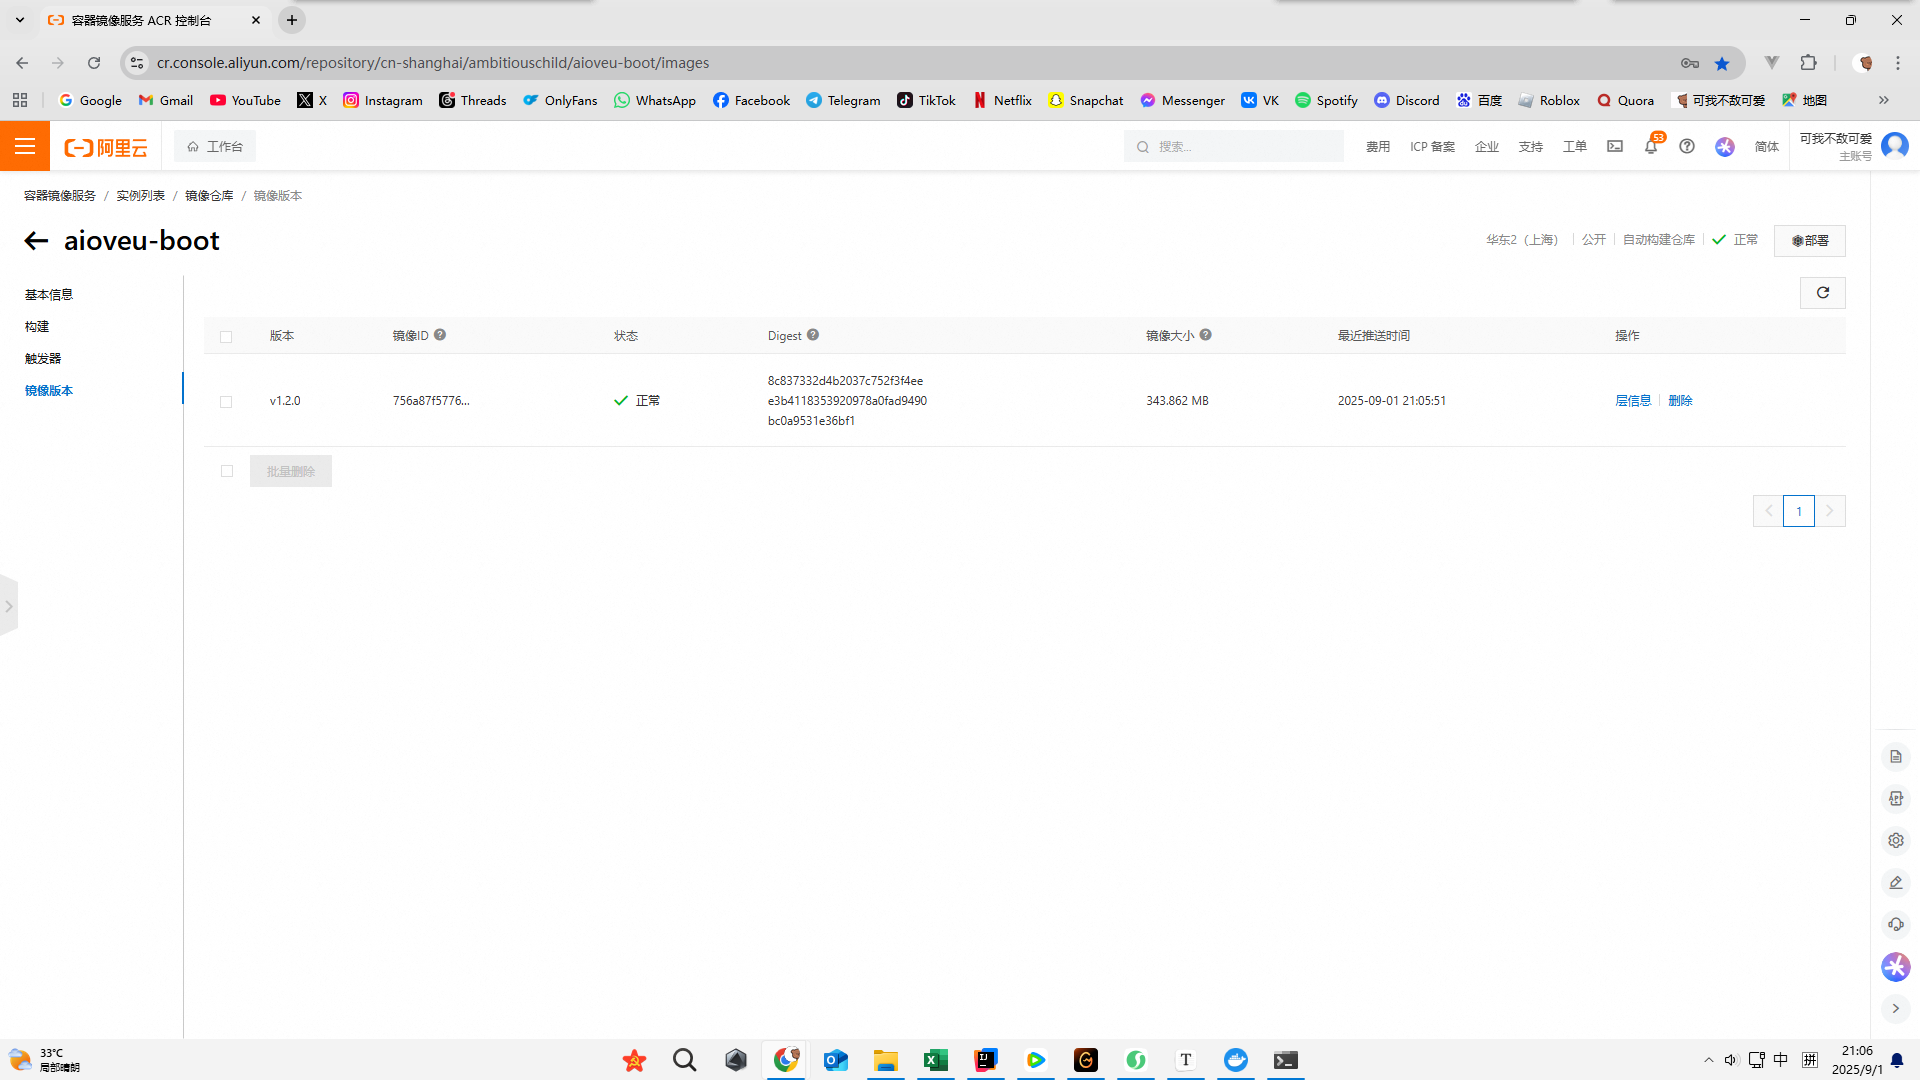 容器镜像服务 ACR 控制台
cr.console.aliyun.com/repository/cn-shanghai/ambitiouschild/aioveu-boot/images
Google Gmail YouTube X Instagram Threads OnlyFans WhatsApp Facebook Telegram TikTok Netflix Snapchat Messenger VK Spotify Discord 百度 Roblox Quora 可我不敌可爱 地图
阿里云 工作台 搜索... 费用 ICP 备案 企业 支持 工单 53 简体 可我不敌可爱
主账号
容器镜像服务 / 实例列表 / 镜像仓库 / 镜像版本
aioveu-boot 华东2（上海） 公开 自动构建仓库 正常 部署
基本信息
构建
触发器
镜像版本
版本 镜像ID 状态 Digest 镜像大小 最近推送时间 操作
v1.2.0 756a87f5776... 正常 8c837332d4b2037c752f3f4ee
e3b4118353920978a0fad9490
bc0a9531e36bf1
343.862 MB 2025-09-01 21:05:51 层信息 删除
批量删除
1
33°C
局部晴朗
中 拼
21:06
2025/9/1